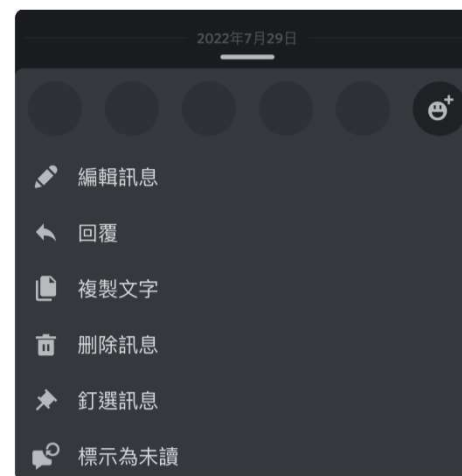 2022年7月29日
編輯訊息
回覆
複製文字
刪除訊息
釘選訊息
標示為未讀